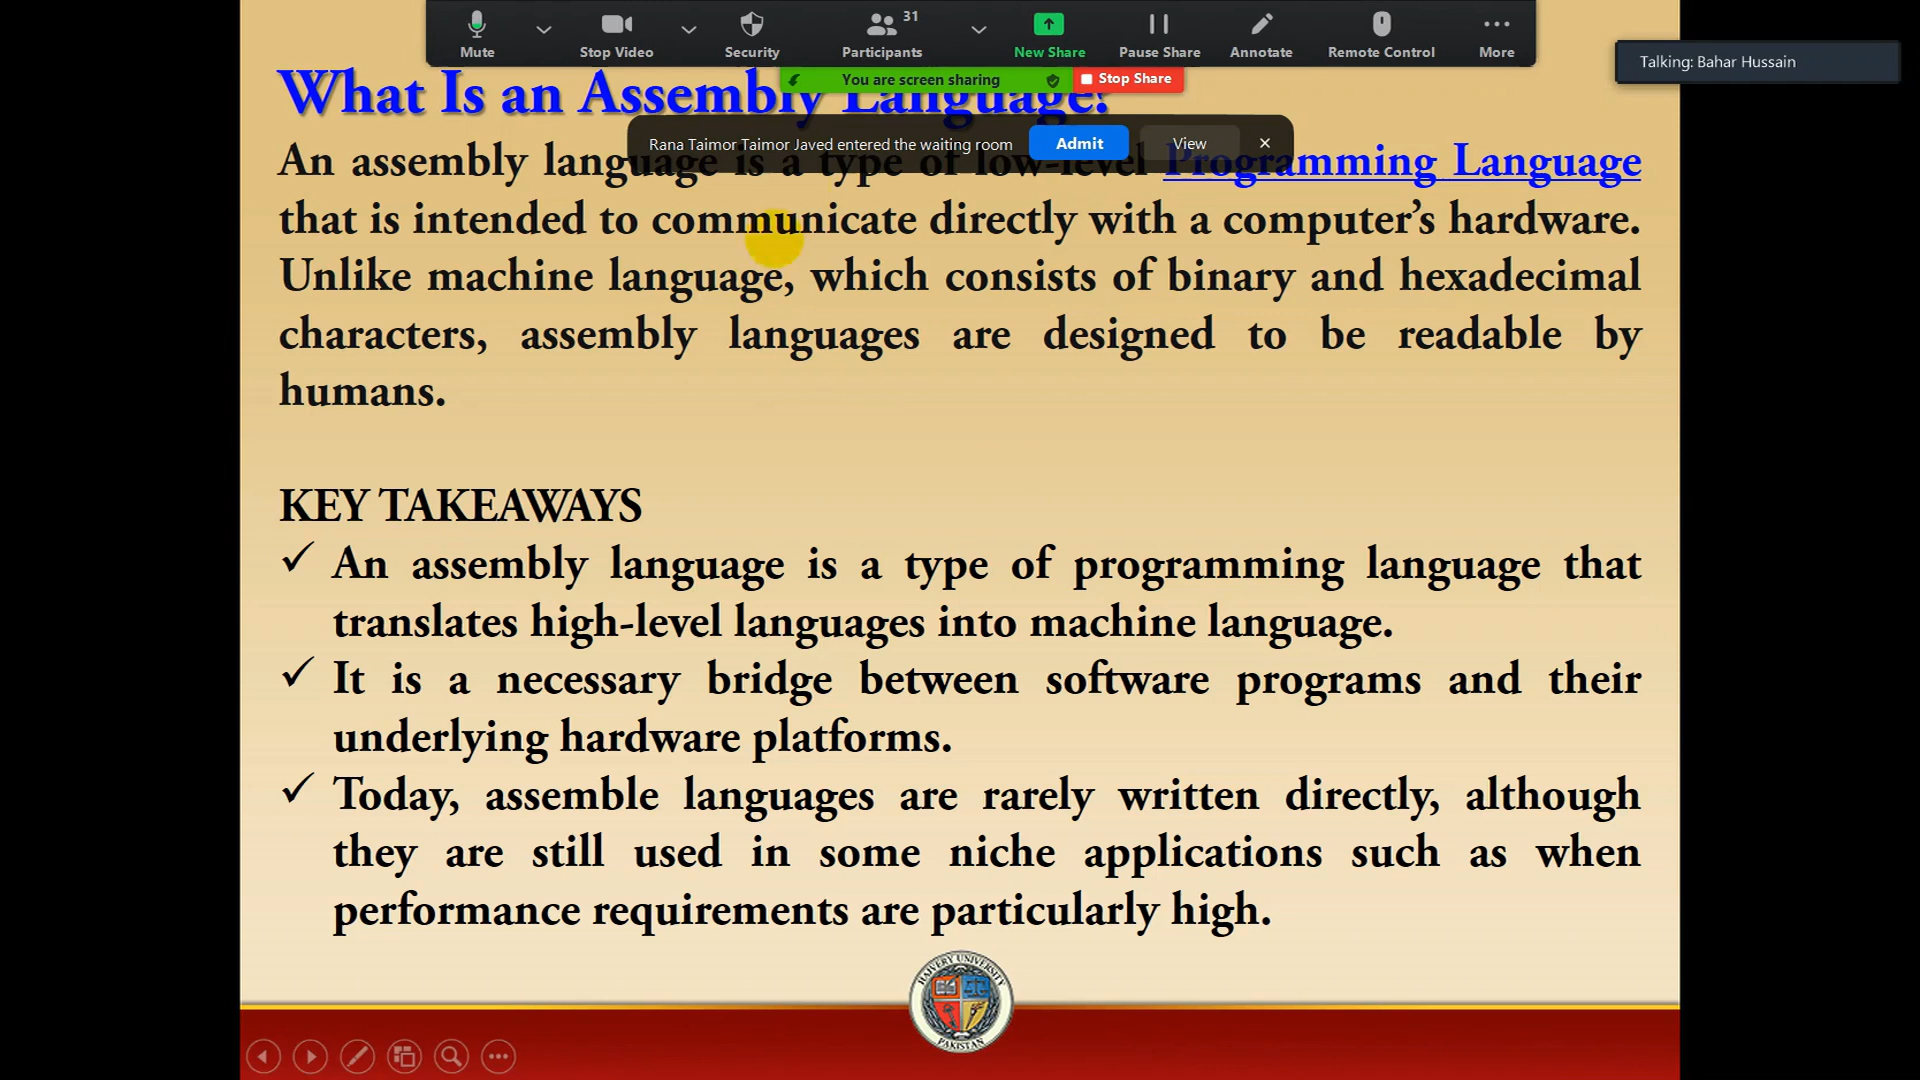 31
Mute
Stop Video
Security
Participants
New Share
Pause Share
Annotate
Remote Control
More
Talking: Bahar Hussain
You are screen sharing
Stop Share
What Is an Assembly Language?
Rana Taimor Taimor Javed entered the waiting room
Admit
View
An assembly language is a type of low-level Programming Language
that is intended to communicate directly with a computer’s hardware.
Unlike machine language, which consists of binary and hexadecimal
characters, assembly languages are designed to be readable by
humans.
KEY TAKEAWAYS
✓ An assembly language is a type of programming language that
translates high-level languages into machine language.
✓ It is a necessary bridge between software programs and their
underlying hardware platforms.
✓ Today, assemble languages are rarely written directly, although
they are still used in some niche applications such as when
performance requirements are particularly high.
UNIVERSITY
PAKISTAN